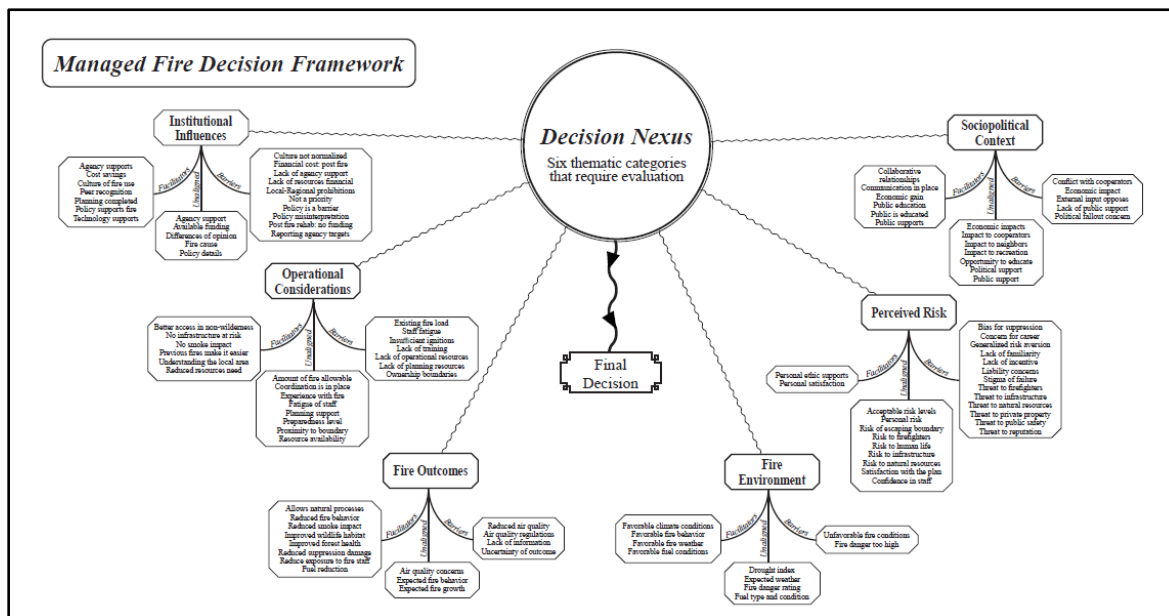 Managed Fire Decision Framework
Decision Nexus
Six thematic categories
that require evaluation
Final
Decision
Institutional
Influences
Facilitators
Unaligned
Barriers
Agency supports
Cost savings
Culture of fire use
Peer recognition
Planning completed
Policy supports fire
Technology supports
Agency support
Available funding
Differences of opinion
Fire cause
Policy details
Culture not normalized
Financial cost: post fire
Lack of agency support
Lack of resources financial
Local-Regional prohibitions
Not a priority
Policy is a barrier
Policy misinterpretation
Post fire rehab: no funding
Reporting agency targets
Operational
Considerations
Facilitators
Unaligned
Barriers
Better access in non-wilderness
No infrastructure at risk
No smoke impact
Previous fires make it easier
Understanding the local area
Reduced resources need
Amount of fire allowable
Coordination is in place
Experience with fire
Fatigue of staff
Planning support
Preparedness level
Proximity to boundary
Resource availability
Existing fire load
Staff fatigue
Insufficient ignitions
Lack of training
Lack of operational resources
Lack of planning resources
Ownership boundaries
Fire Outcomes
Facilitators
Unaligned
Barriers
Allows natural processes
Reduced fire behavior
Reduced smoke impact
Improved wildlife habitat
Improved forest health
Reduced suppression damage
Reduce exposure to fire staff
Fuel reduction
Air quality concerns
Expected fire behavior
Expected fire growth
Reduced air quality
Air quality regulations
Lack of information
Uncertainty of outcome
Fire
Environment
Facilitators
Unaligned
Barriers
Favorable climate conditions
Favorable fire behavior
Favorable fire weather
Favorable fuel conditions
Drought index
Expected weather
Fire danger rating
Fuel type and condition
Unfavorable fire conditions
Fire danger too high
Perceived Risk
Facilitators
Unaligned
Barriers
Personal ethic supports
Personal satisfaction
Acceptable risk levels
Personal risk
Risk of escaping boundary
Risk to firefighters
Risk to human life
Risk to infrastructure
Risk to natural resources
Satisfaction with the plan
Confidence in staff
Bias for suppression
Concern for career
Generalized risk aversion
Lack of familiarity
Lack of incentive
Liability concerns
Stigma of failure
Threat to firefighters
Threat to infrastructure
Threat to natural resources
Threat to private property
Threat to public safety
Threat to reputation
Sociopolitical
Context
Facilitators
Unaligned
Barriers
Collaborative
relationships
Communication in place
Economic gain
Public education
Public is educated
Public supports
Economic impacts
Impact to cooperators
Impact to neighbors
Impact to recreation
Opportunity to educate
Political support
Public support
Conflict with cooperators
Economic impact
External input opposes
Lack of public support
Political fallout concern